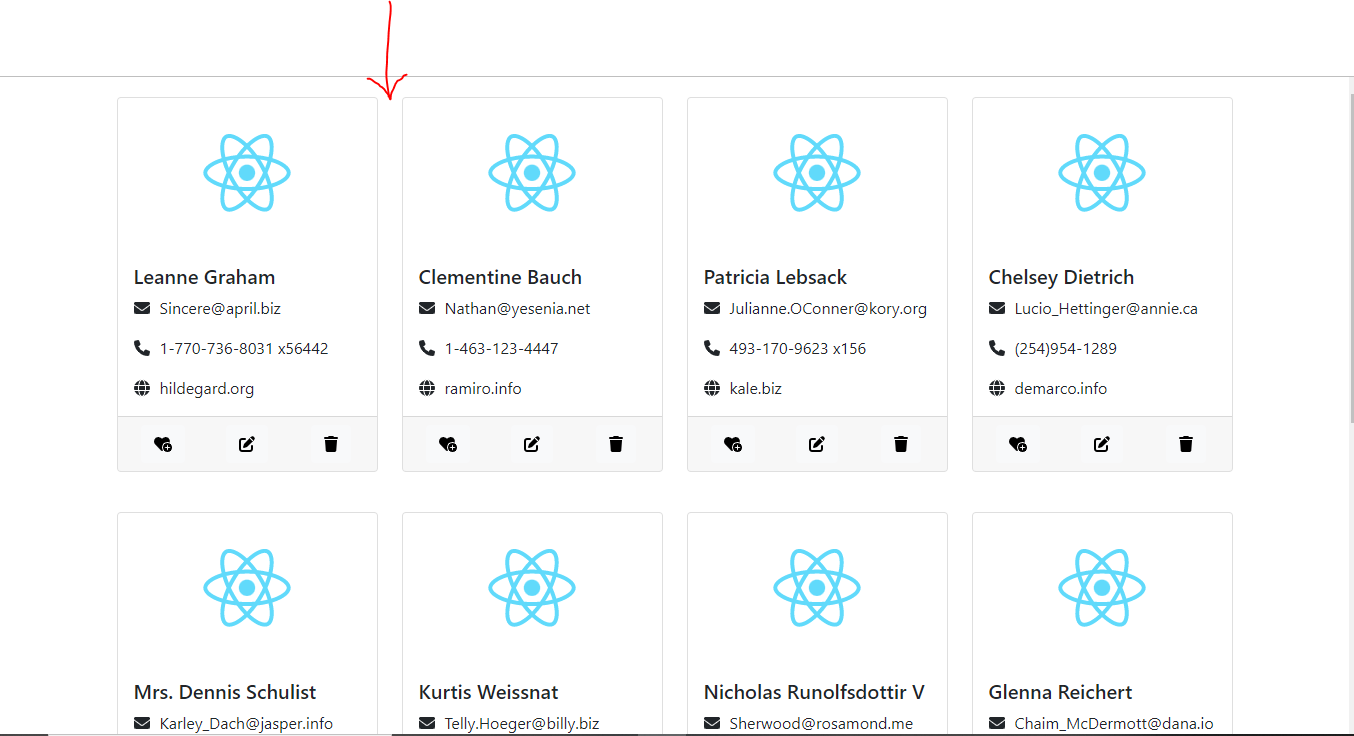 Leanne Graham
Sincere@april.biz
1-770-736-8031 x56442
hildegard.org
Clementine Bauch
Nathan@yesenia.net
1-463-123-4447
ramiro.info
Patricia Lebsack
Julianne.OConner@kory.org
493-170-9623 x156
kale.biz
Chelsey Dietrich
Lucio_Hettinger@annie.ca
(254)954-1289
demarco.info
Mrs. Dennis Schulist
Karley_Dach@jasper.info
Kurtis Weissnat
Telly.Hoeger@billy.biz
Nicholas Runolfsdottir V
Sherwood@rosamond.me
Glenna Reichert
Chaim_McDermott@dana.io